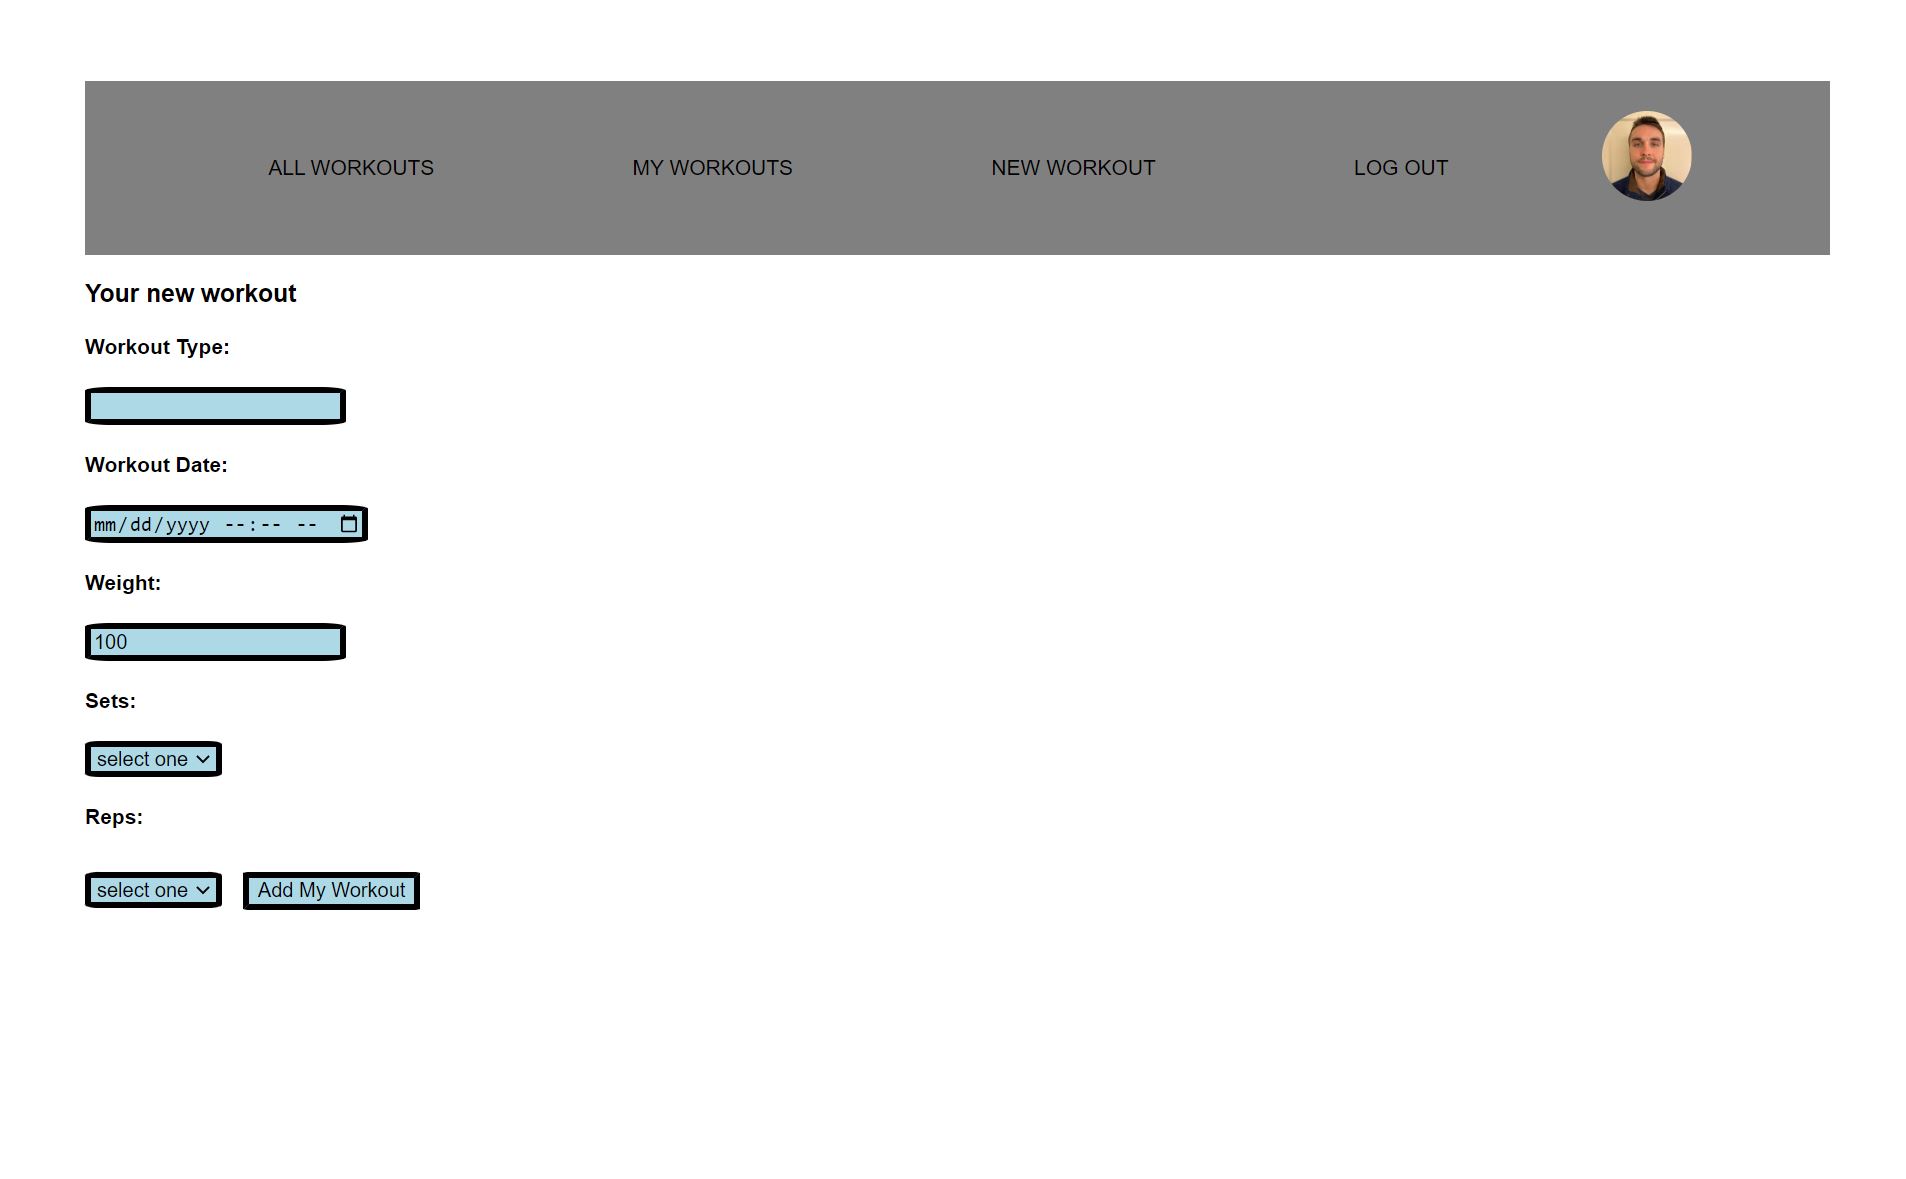 ALL WORKOUTS MY WORKOUTS NEW WORKOUT LOG OUT
Your new workout
Workout Type:
Workout Date:
mm/dd/yyyy --:-- --
Weight:
100
Sets:
select one
Reps:
select one Add My Workout